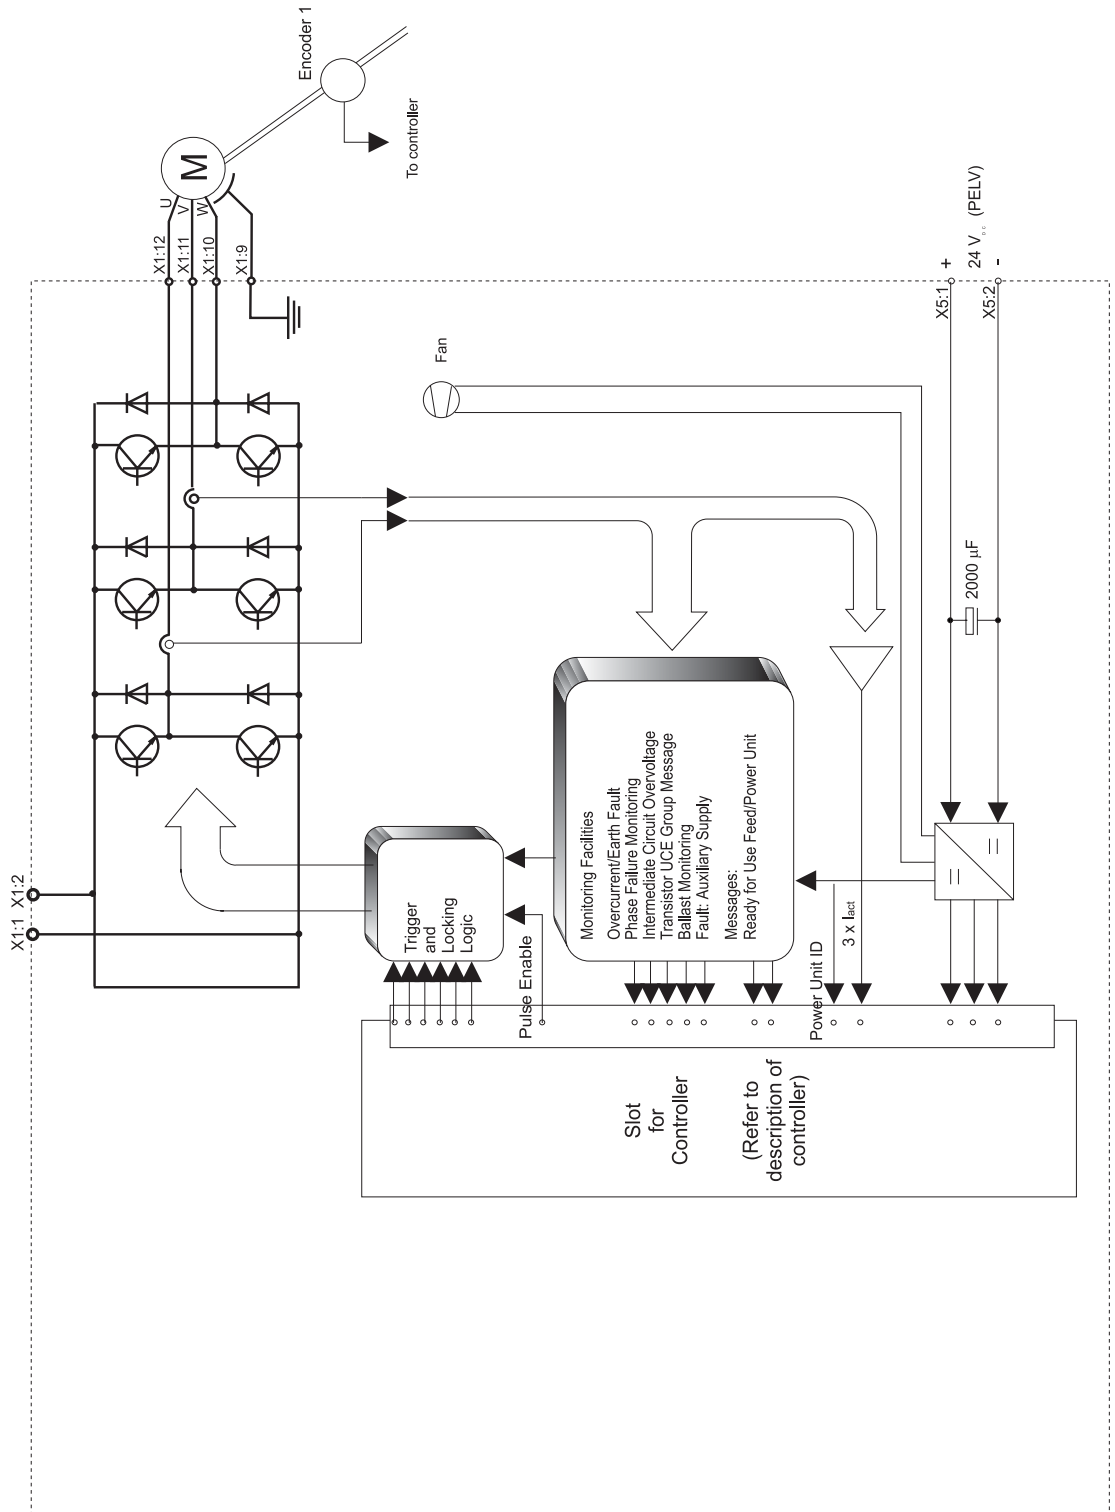 Encoder 1
To controller
M
U
V
W
X1:12
X1:11
X1:10
X1:9
X1:1
X1:2
Fan
X5:1
+
24 V DC (PELV)
X5:2
-
2000 µF
Trigger
and
Locking
Logic
Pulse Enable
Monitoring Facilities
Overcurrent/Earth Fault
Phase Failure Monitoring
Intermediate Circuit Overvoltage
Transistor UCE Group Message
Ballast Monitoring
Fault: Auxiliary Supply
Messages:
Ready for Use Feed/Power Unit
Power Unit ID
3 x Iact
Slot
for
Controller
(Refer to
description of
controller)